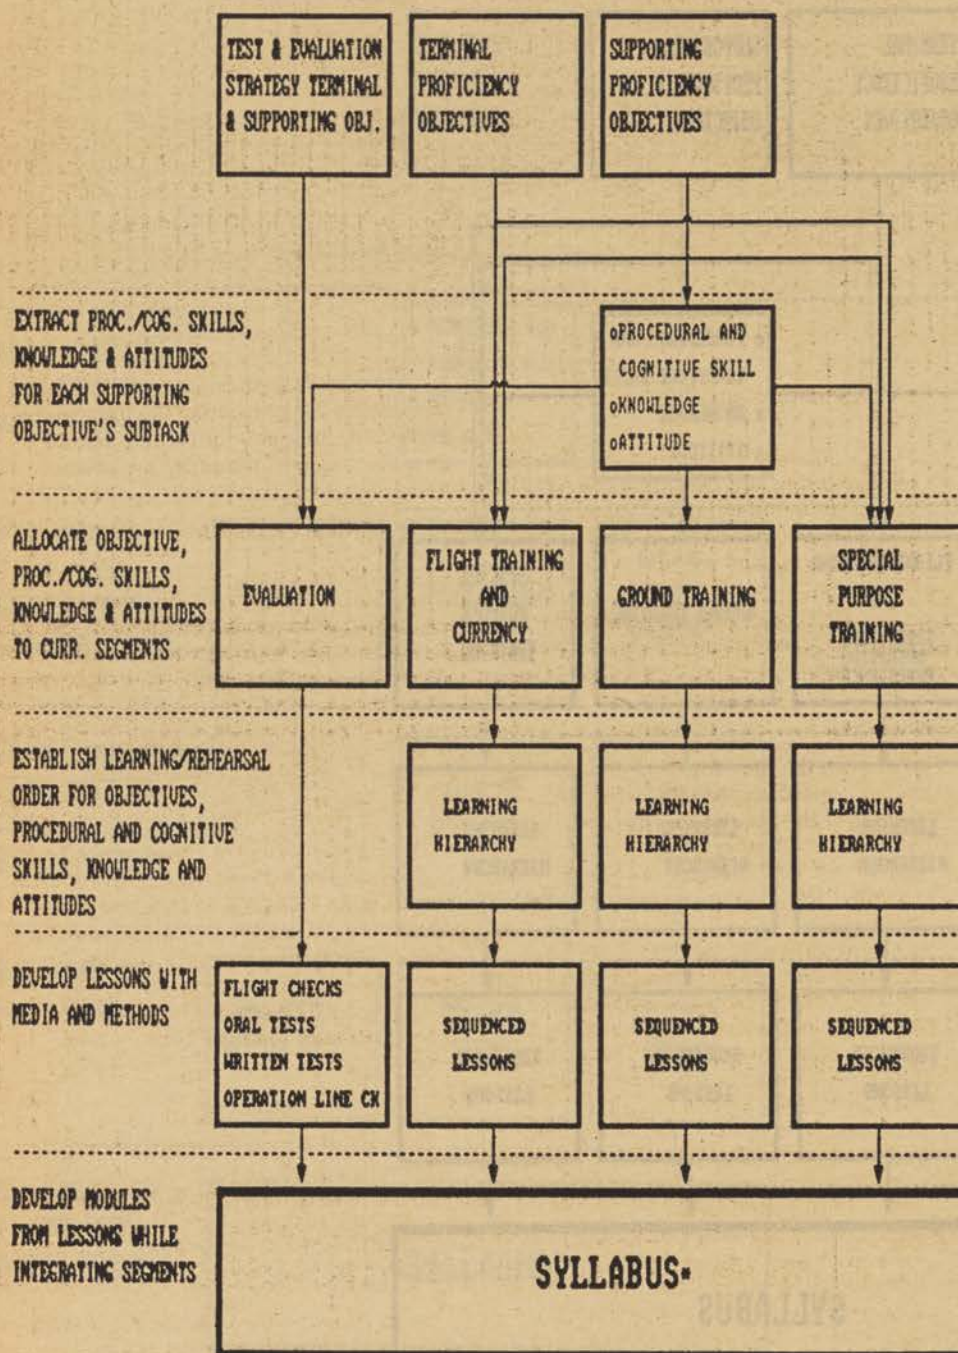 TEST & EVALUATION
STRATEGY TERMINAL
& SUPPORTING OBJ.
TERMINAL
PROFICIENCY
OBJECTIVES
SUPPORTING
PROFICIENCY
OBJECTIVES
EXTRACT PROC./COG. SKILLS,
KNOWLEDGE & ATTITUDES
FOR EACH SUPPORTING
OBJECTIVE'S SUBTASK
oPROCEDURAL AND
COGNITIVE SKILL
oKNOWLEDGE
oATTITUDE
ALLOCATE OBJECTIVE,
PROC./COG. SKILLS,
KNOWLEDGE & ATTITUDES
TO CURR. SEGMENTS
EVALUATION
FLIGHT TRAINING
AND
CURRENCY
GROUND TRAINING
SPECIAL
PURPOSE
TRAINING
ESTABLISH LEARNING/REHEARSAL
ORDER FOR OBJECTIVES,
PROCEDURAL AND COGNITIVE
SKILLS, KNOWLEDGE AND
ATTITUDES
LEARNING
HIERARCHY
LEARNING
HIERARCHY
LEARNING
HIERARCHY
DEVELOP LESSONS WITH
MEDIA AND METHODS
FLIGHT CHECKS
ORAL TESTS
WRITTEN TESTS
OPERATION LINE CK
SEQUENCED
LESSONS
SEQUENCED
LESSONS
SEQUENCED
LESSONS
DEVELOP MODULES
FROM LESSONS WHILE
INTEGRATING SEGMENTS
SYLLABUS*